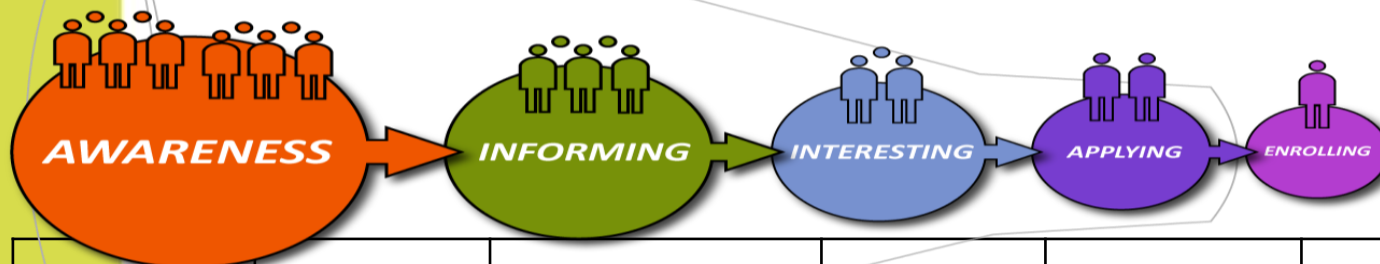 AWARENESS
INFORMING
INTERESTING
APPLYING
ENROLLING